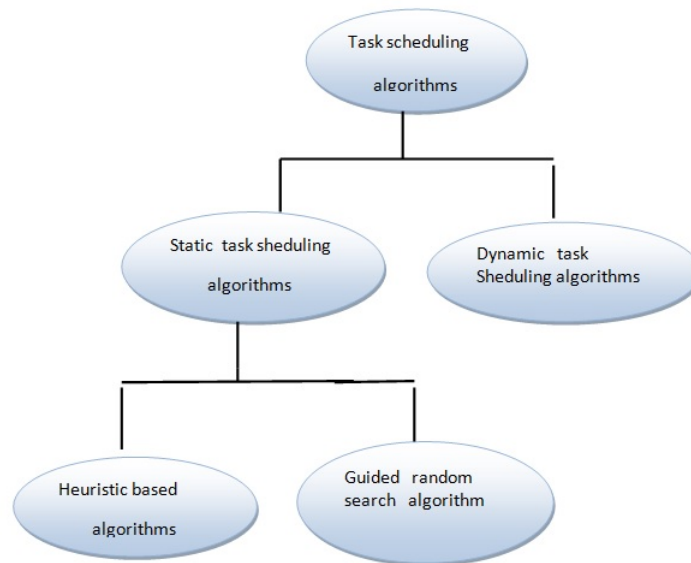 Task scheduling
algorithms
Static task sheduling
algorithms
Dynamic task
Sheduling algorithms
Heuristic based
algorithms
Guided random
search algorithm